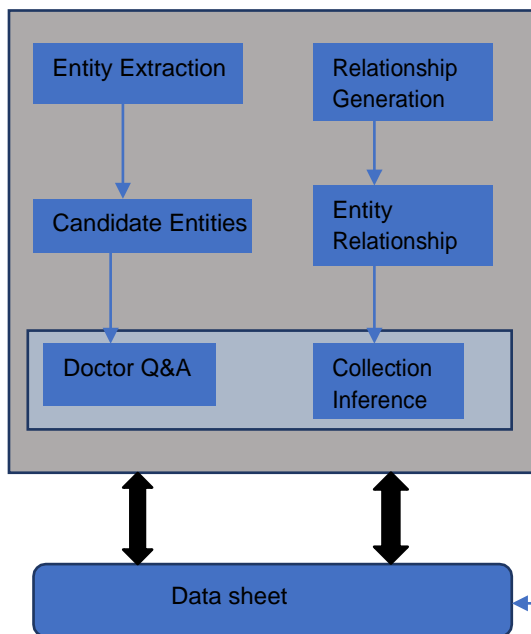 Entity Extraction
Relationship
Generation
Candidate Entities
Entity
Relationship
Doctor Q&A
Collection
Inference
Data sheet